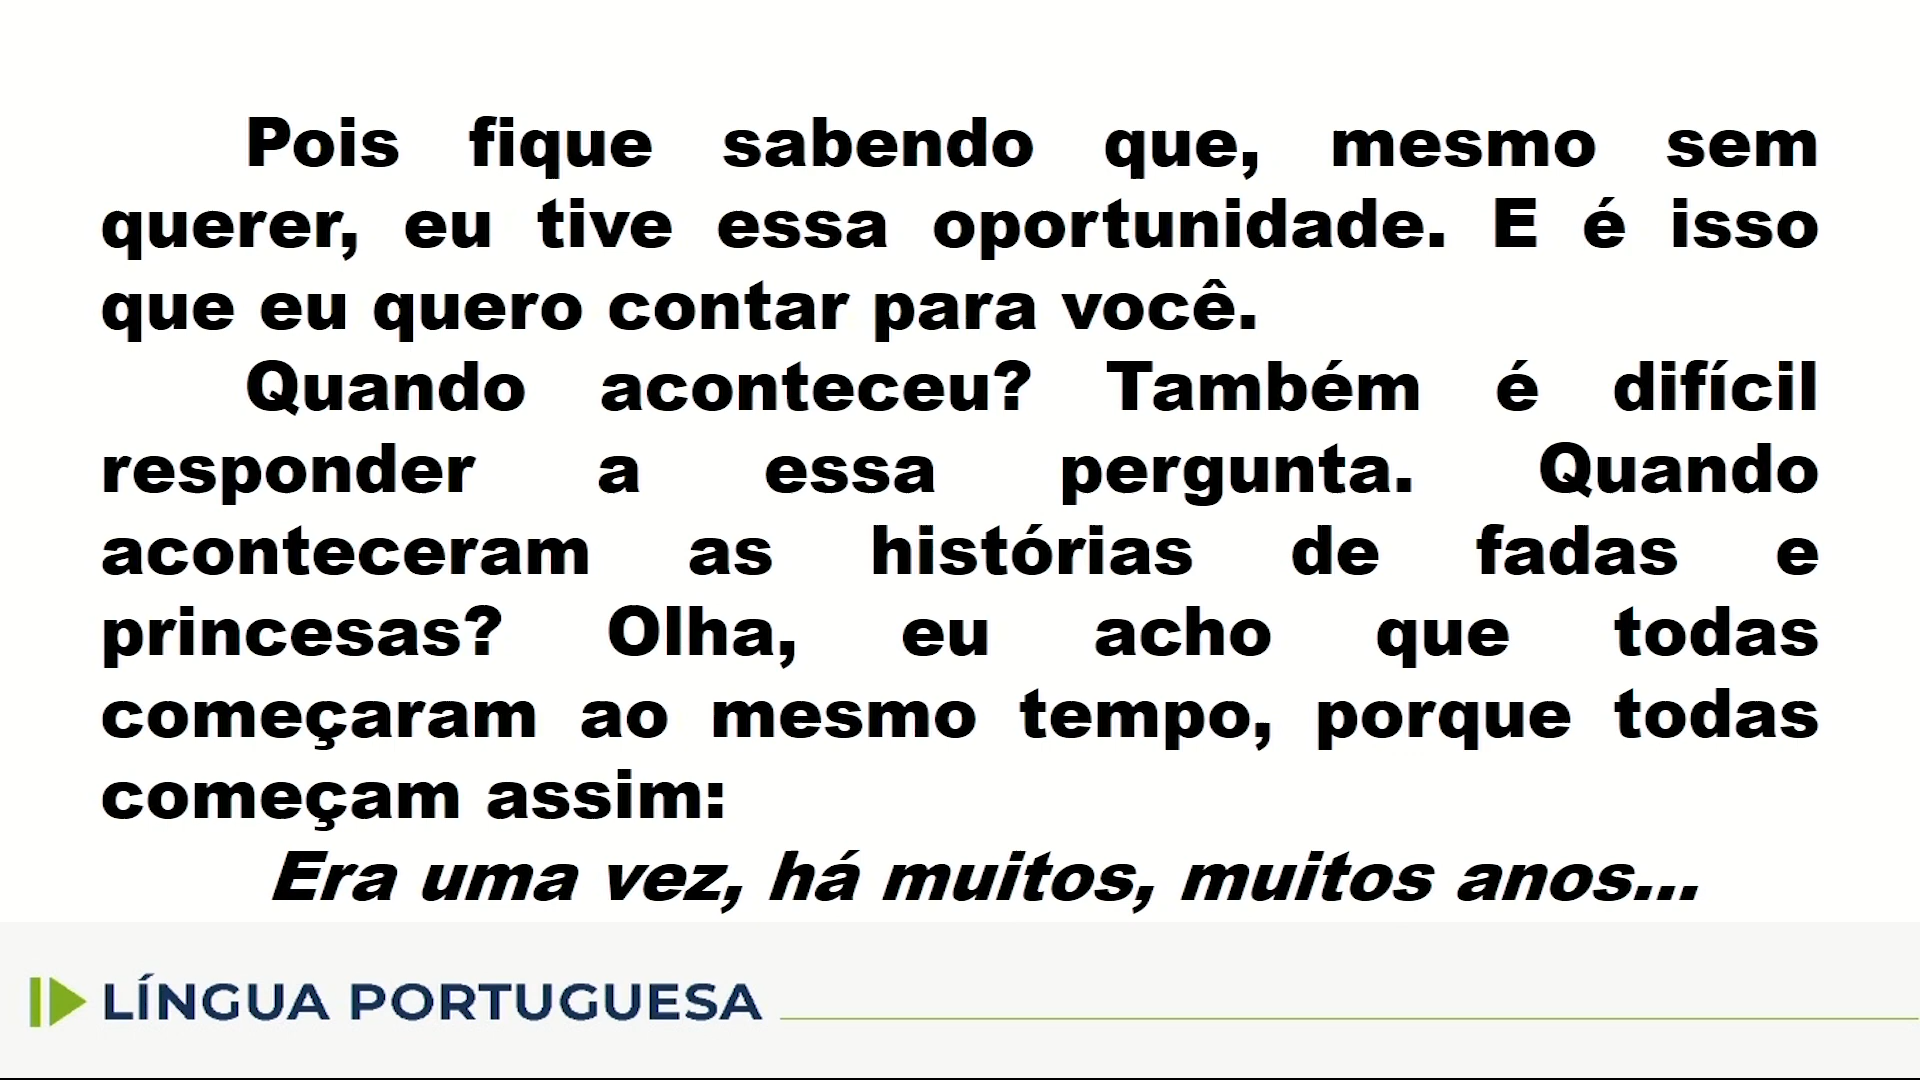 Pois fique sabendo que, mesmo sem
querer, eu tive essa oportunidade. E é isso
que eu quero contar para você.
Quando aconteceu? Também é difícil
responder a essa pergunta. Quando
aconteceram as histórias de fadas e
princesas? Olha, eu acho que todas
começaram ao mesmo tempo, porque todas
começam assim:
Era uma vez, há muitos, muitos anos...
LÍNGUA PORTUGUESA